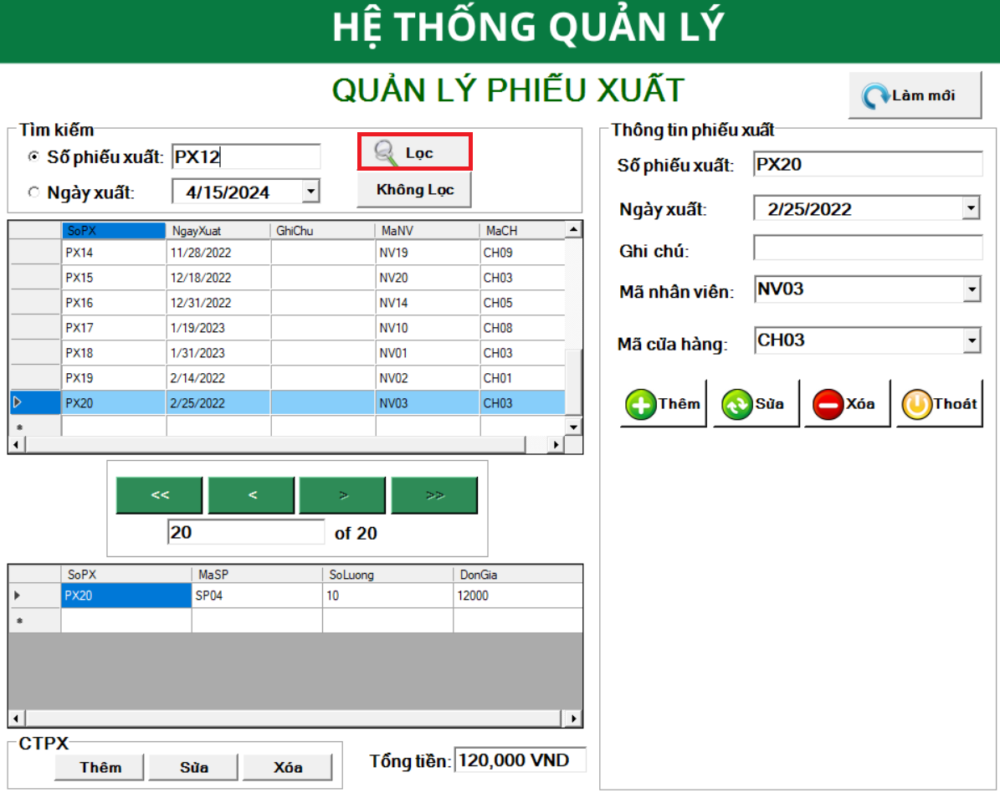 HỆ THỐNG QUẢN LÝ
QUẢN LÝ PHIẾU XUẤT
Làm mới
Tìm kiếm
Số phiếu xuất: PX12
Lọc
Ngày xuất: 4/15/2024
Không Lọc
SoPX NgayXuat GhiChu MaNV MaCH
PX14 11/28/2022 NV19 CH09
PX15 12/18/2022 NV20 CH03
PX16 12/31/2022 NV14 CH05
PX17 1/19/2023 NV10 CH08
PX18 1/31/2023 NV01 CH03
PX19 2/14/2022 NV02 CH01
PX20 2/25/2022 NV03 CH03
*
<< < > >>
20 of 20
SoPX MaSP SoLuong DonGia
PX20 SP04 10 12000
*
CTPX
Thêm Sửa Xóa
Tổng tiền: 120,000 VND
Thông tin phiếu xuất
Số phiếu xuất: PX20
Ngày xuất: 2/25/2022
Ghi chú:
Mã nhân viên: NV03
Mã cửa hàng: CH03
Thêm Sửa Xóa Thoát